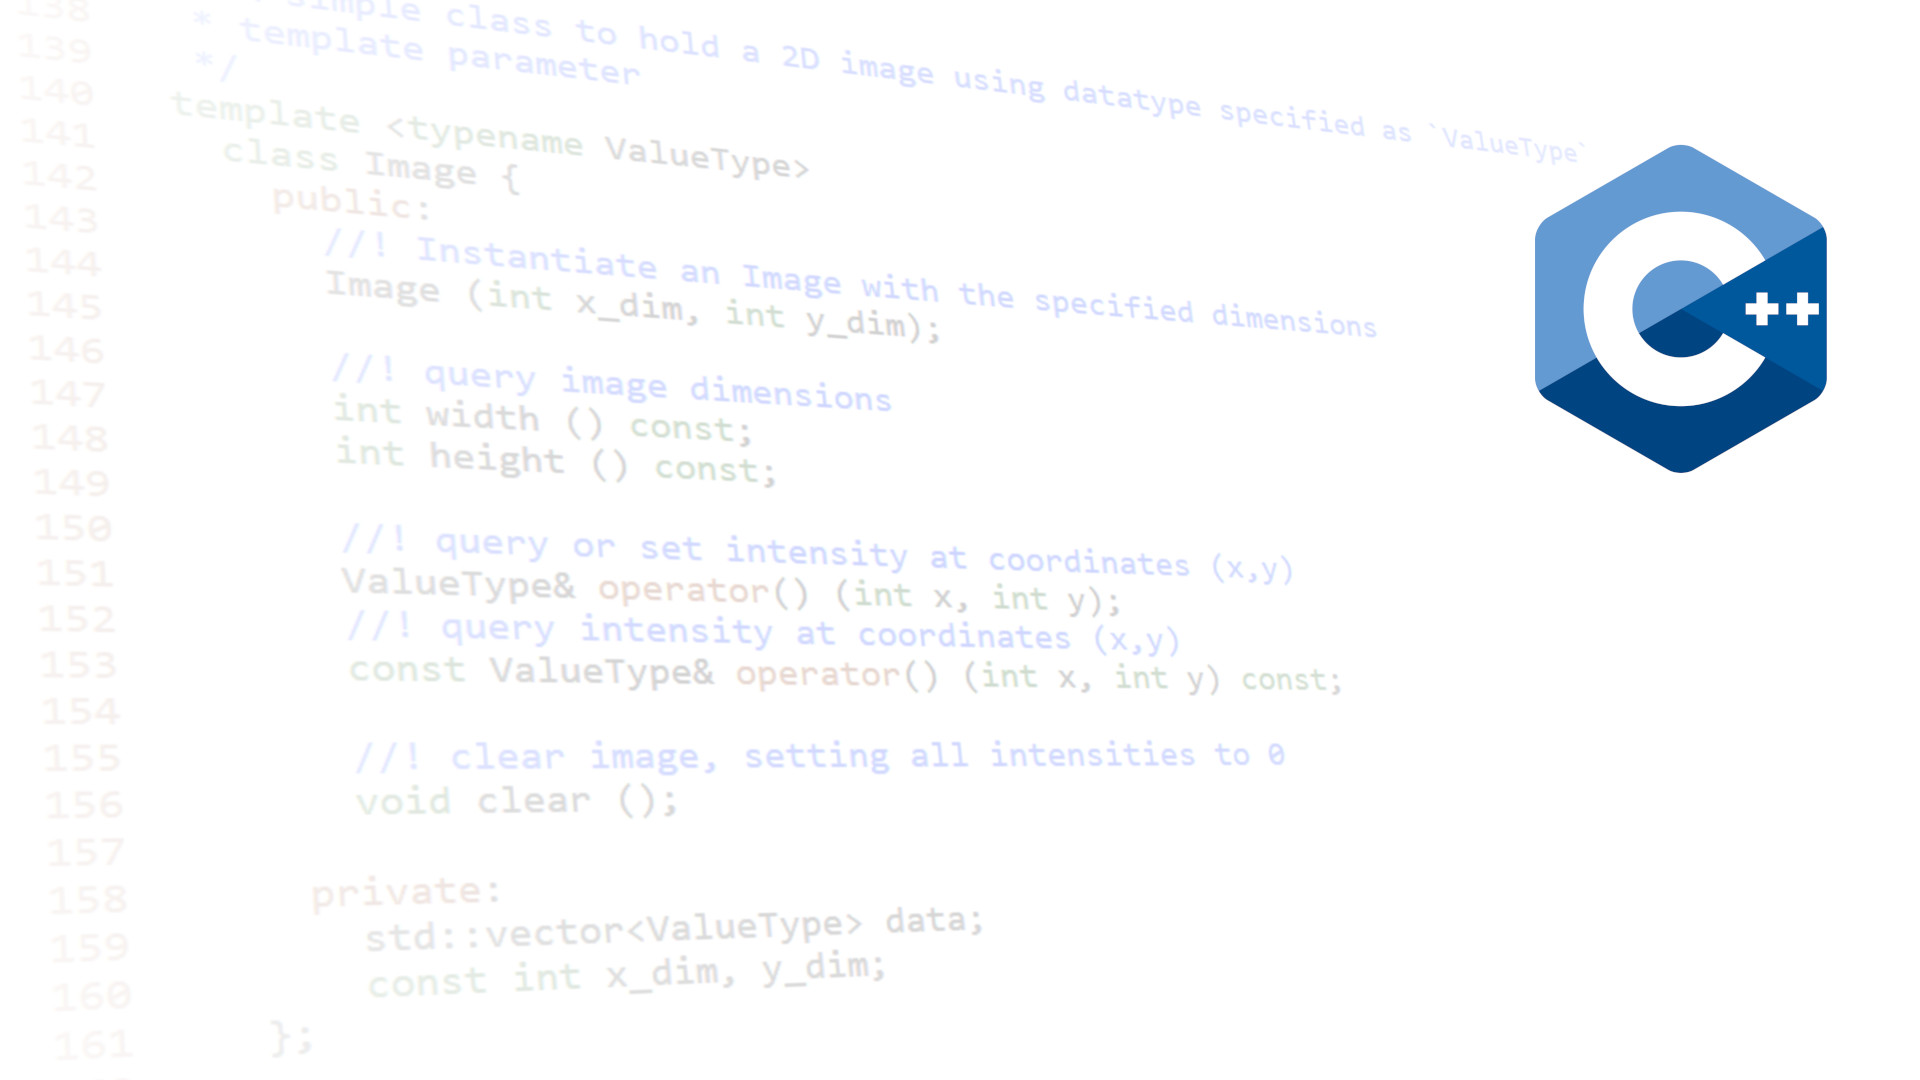 138 simple class to hold a 2D image using datatype specified as `ValueType`
139 * template parameter
140 */
141 template <typename ValueType>
142 class Image {
143 public:
144 //! Instantiate an Image with the specified dimensions
145 Image (int x_dim, int y_dim);
146
147 //! query image dimensions
148 int width () const;
149 int height () const;
150
151 //! query or set intensity at coordinates (x,y)
152 ValueType& operator() (int x, int y);
153 //! query intensity at coordinates (x,y)
154 const ValueType& operator() (int x, int y) const;
155
156 //! clear image, setting all intensities to 0
157 void clear ();
158
159 private:
160 std::vector<ValueType> data;
161 const int x_dim, y_dim;
};
C++